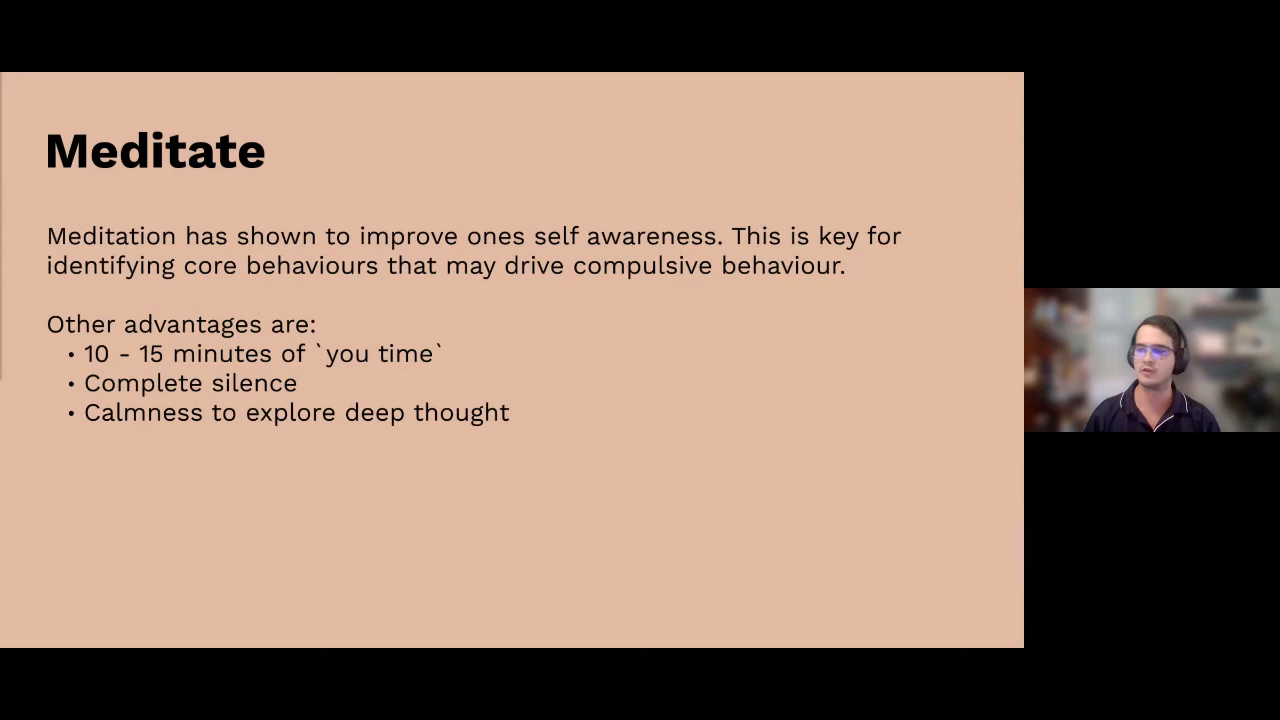 Meditate
Meditation has shown to improve ones self awareness. This is key for
identifying core behaviours that may drive compulsive behaviour.
Other advantages are:
• 10 - 15 minutes of `you time`
• Complete silence
• Calmness to explore deep thought